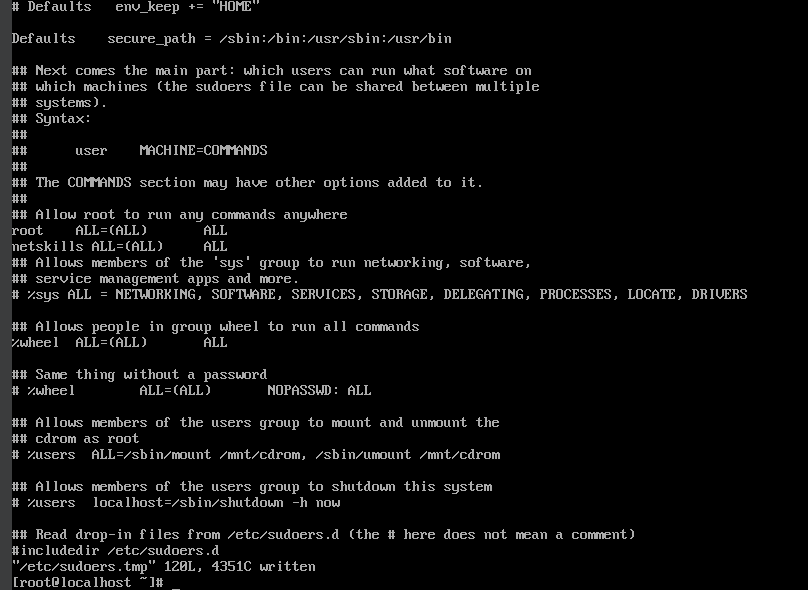 # Defaults   env_keep += "HOME"
Defaults    secure_path = /sbin:/bin:/usr/sbin:/usr/bin
## Next comes the main part: which users can run what software on
## which machines (the sudoers file can be shared between multiple
## systems).
## Syntax:
##
##      user    MACHINE=COMMANDS
##
## The COMMANDS section may have other options added to it.
##
## Allow root to run any commands anywhere
root    ALL=(ALL)       ALL
netskills ALL=(ALL)     ALL
## Allows members of the 'sys' group to run networking, software,
## service management apps and more.
# %sys ALL = NETWORKING, SOFTWARE, SERVICES, STORAGE, DELEGATING, PROCESSES, LOCATE, DRIVERS
## Allows people in group wheel to run all commands
%wheel  ALL=(ALL)       ALL
## Same thing without a password
# %wheel        ALL=(ALL)       NOPASSWD: ALL
## Allows members of the users group to mount and unmount the
## cdrom as root
# %users  ALL=/sbin/mount /mnt/cdrom, /sbin/umount /mnt/cdrom
## Allows members of the users group to shutdown this system
# %users  localhost=/sbin/shutdown -h now
## Read drop-in files from /etc/sudoers.d (the # here does not mean a comment)
#includedir /etc/sudoers.d
"/etc/sudoers.tmp" 120L, 4351C written
[root@localhost ~]# _